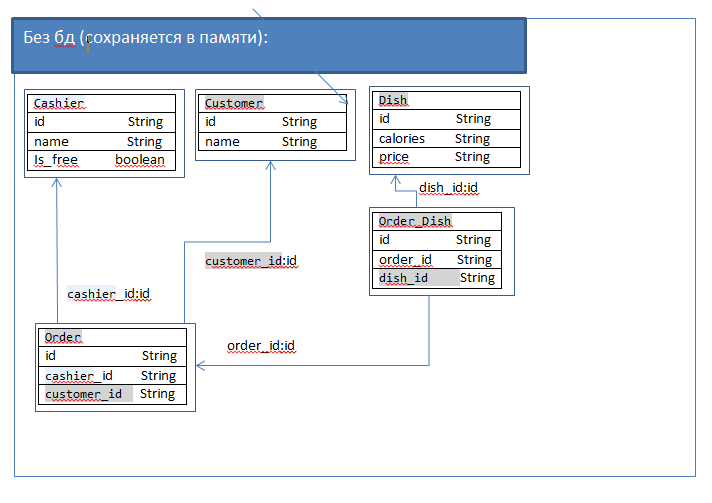 Без бд (сохраняется в памяти):
Cashier
id String
name String
Is_free boolean
Customer
id String
name String
Dish
id String
calories String
price String
dish_id:id
Order_Dish
id String
order_id String
dish_id String
customer_id:id
cashier_id:id
Order
id String
cashier_id String
customer_id String
order_id:id